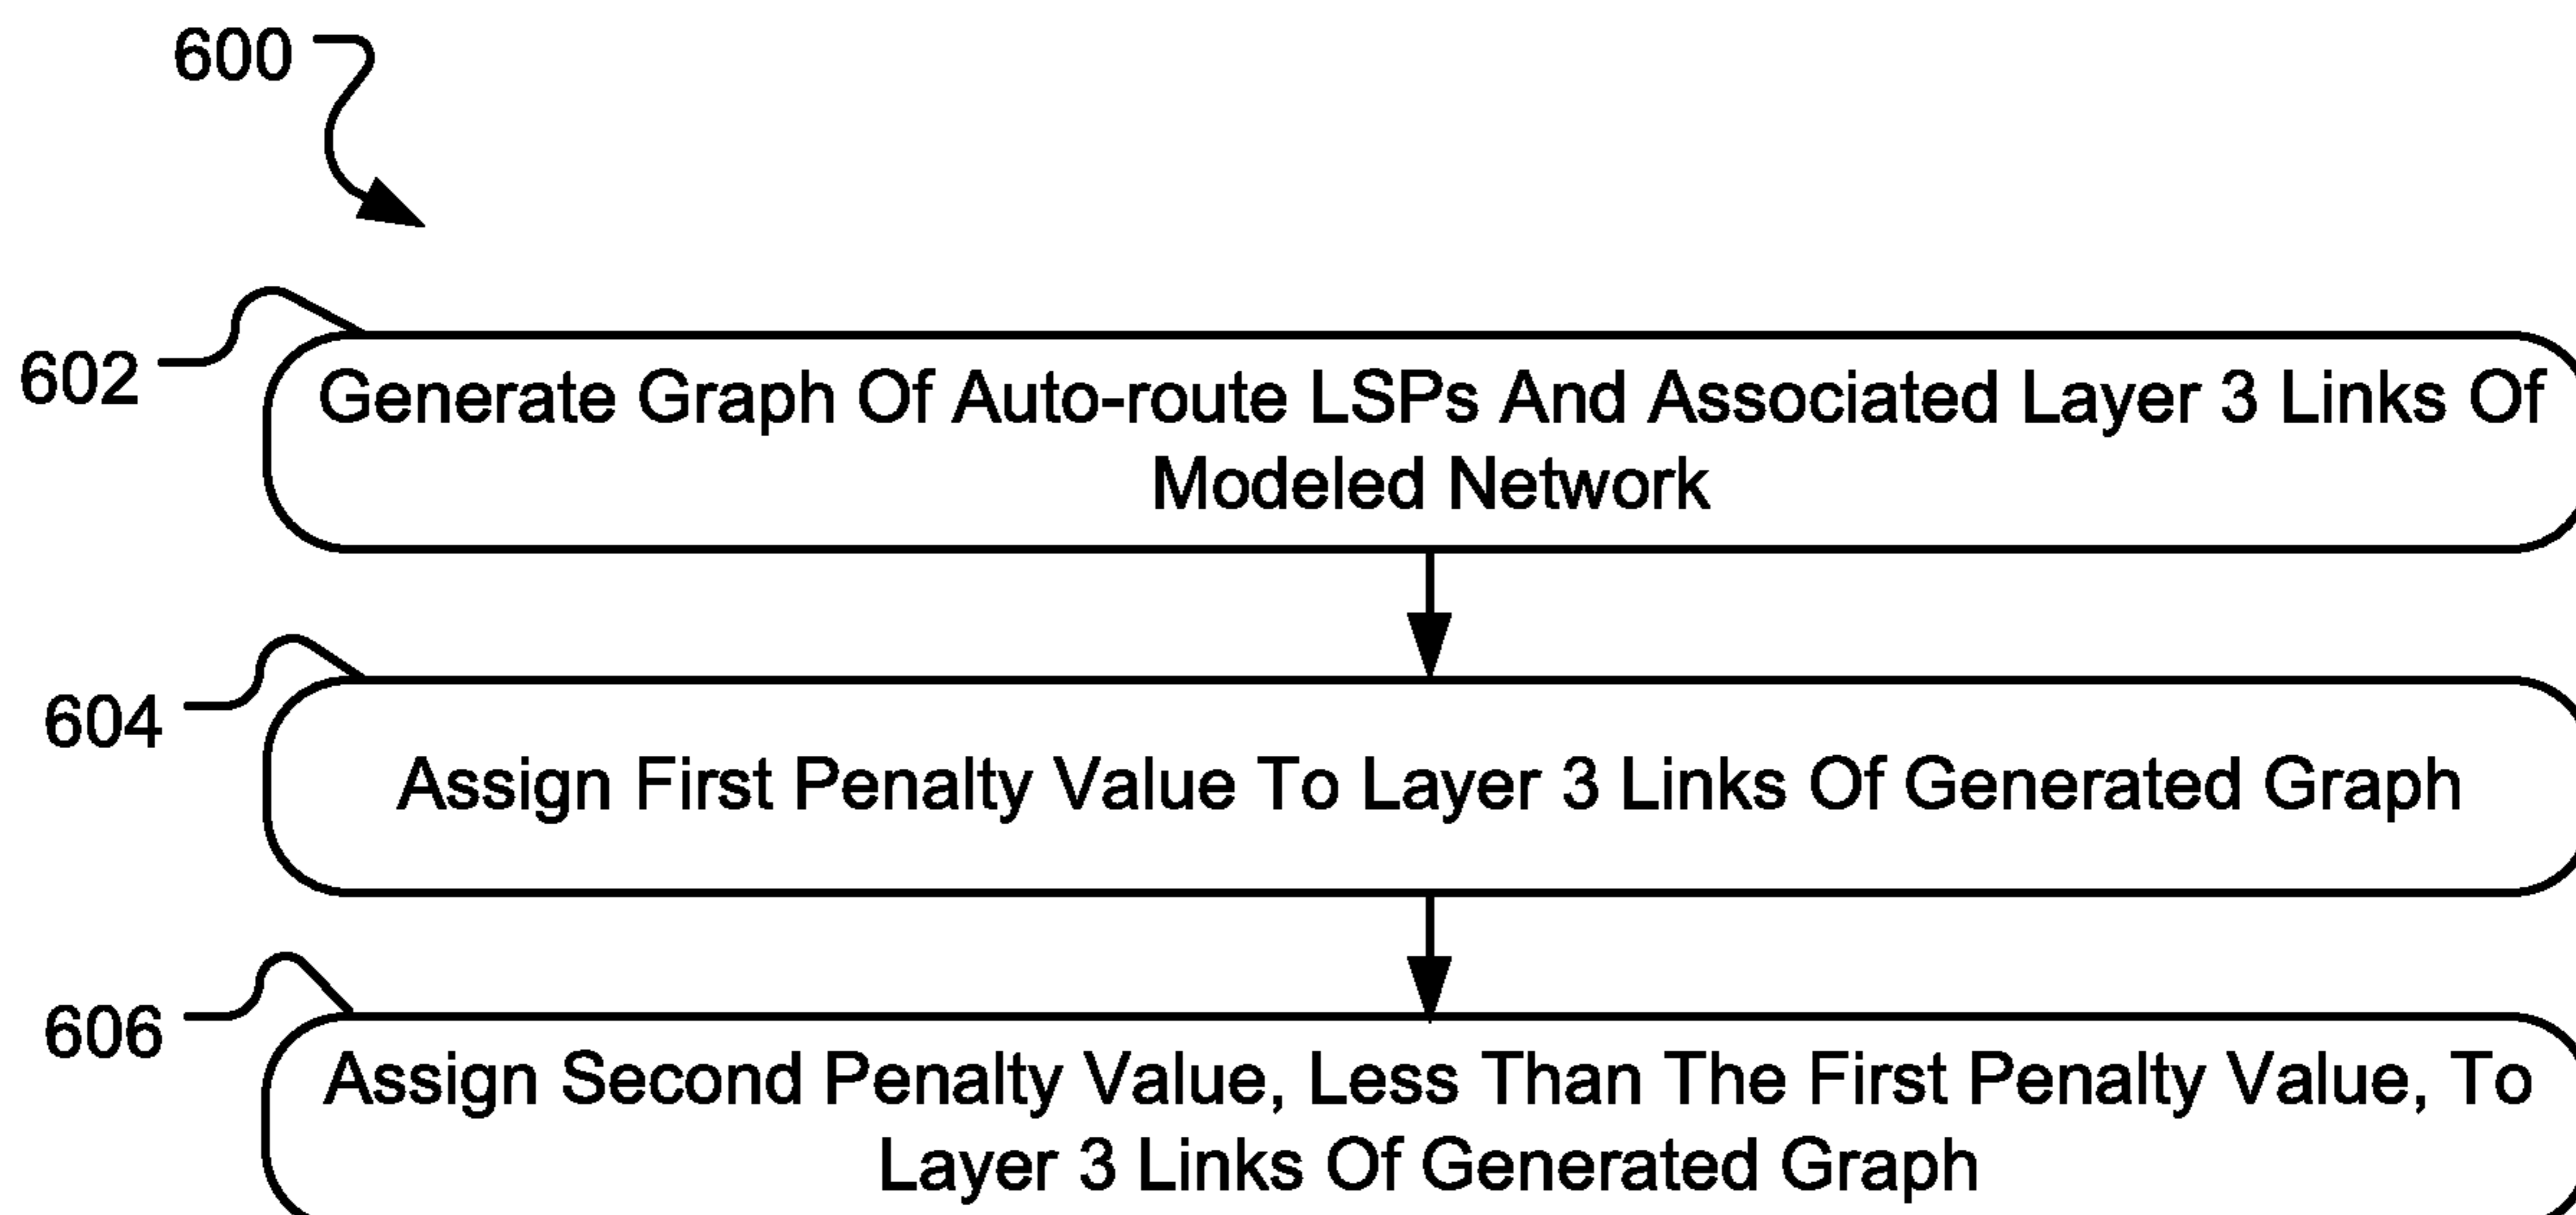 600
602
Generate Graph Of Auto-route LSPs And Associated Layer 3 Links Of
Modeled Network
604
Assign First Penalty Value To Layer 3 Links Of Generated Graph
606
Assign Second Penalty Value, Less Than The First Penalty Value, To
Layer 3 Links Of Generated Graph